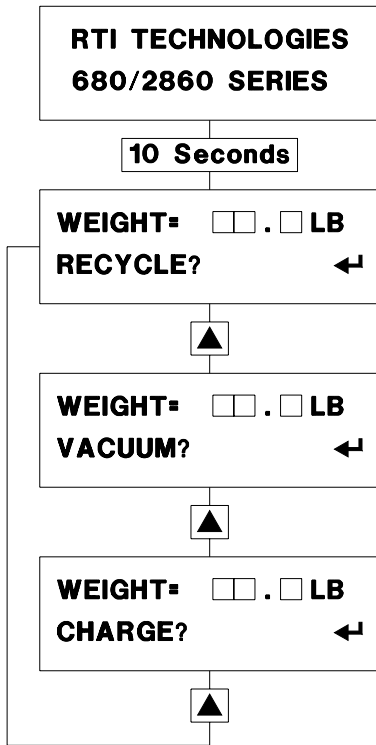 RTI TECHNOLOGIES
680/2860 SERIES
10 Seconds
WEIGHT= □□.□ LB
RECYCLE? ↵
▲
WEIGHT= □□.□ LB
VACUUM? ↵
▲
WEIGHT= □□.□ LB
CHARGE? ↵
▲